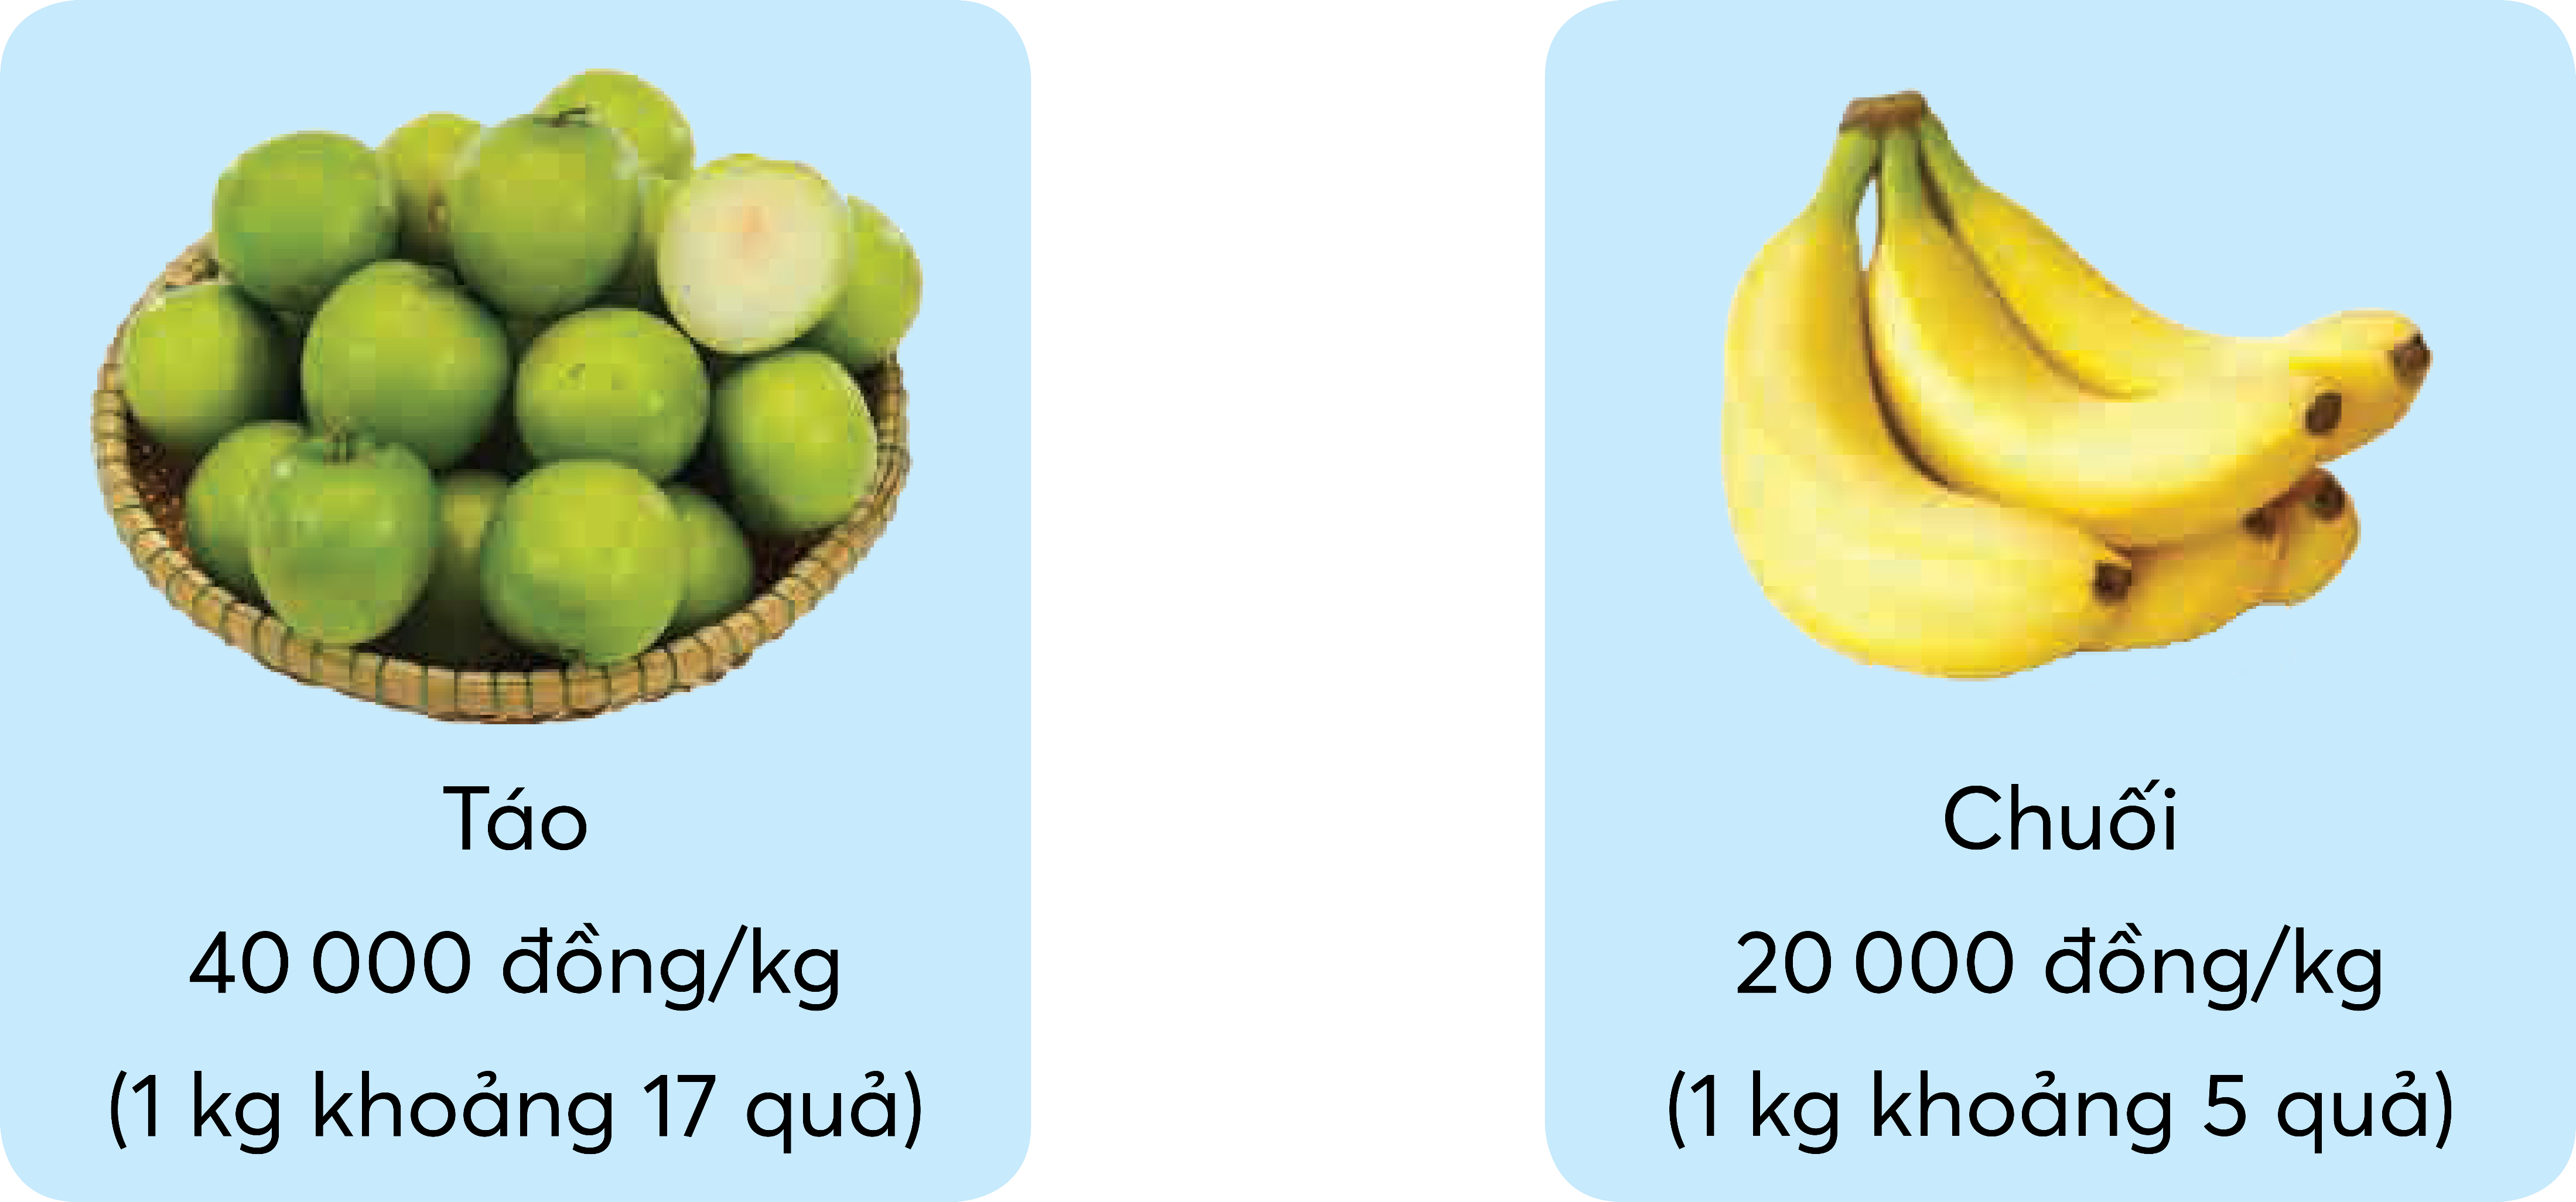 Táo
40 000 đồng/kg
(1 kg khoảng 17 quả)
Chuối
20 000 đồng/kg
(1 kg khoảng 5 quả)